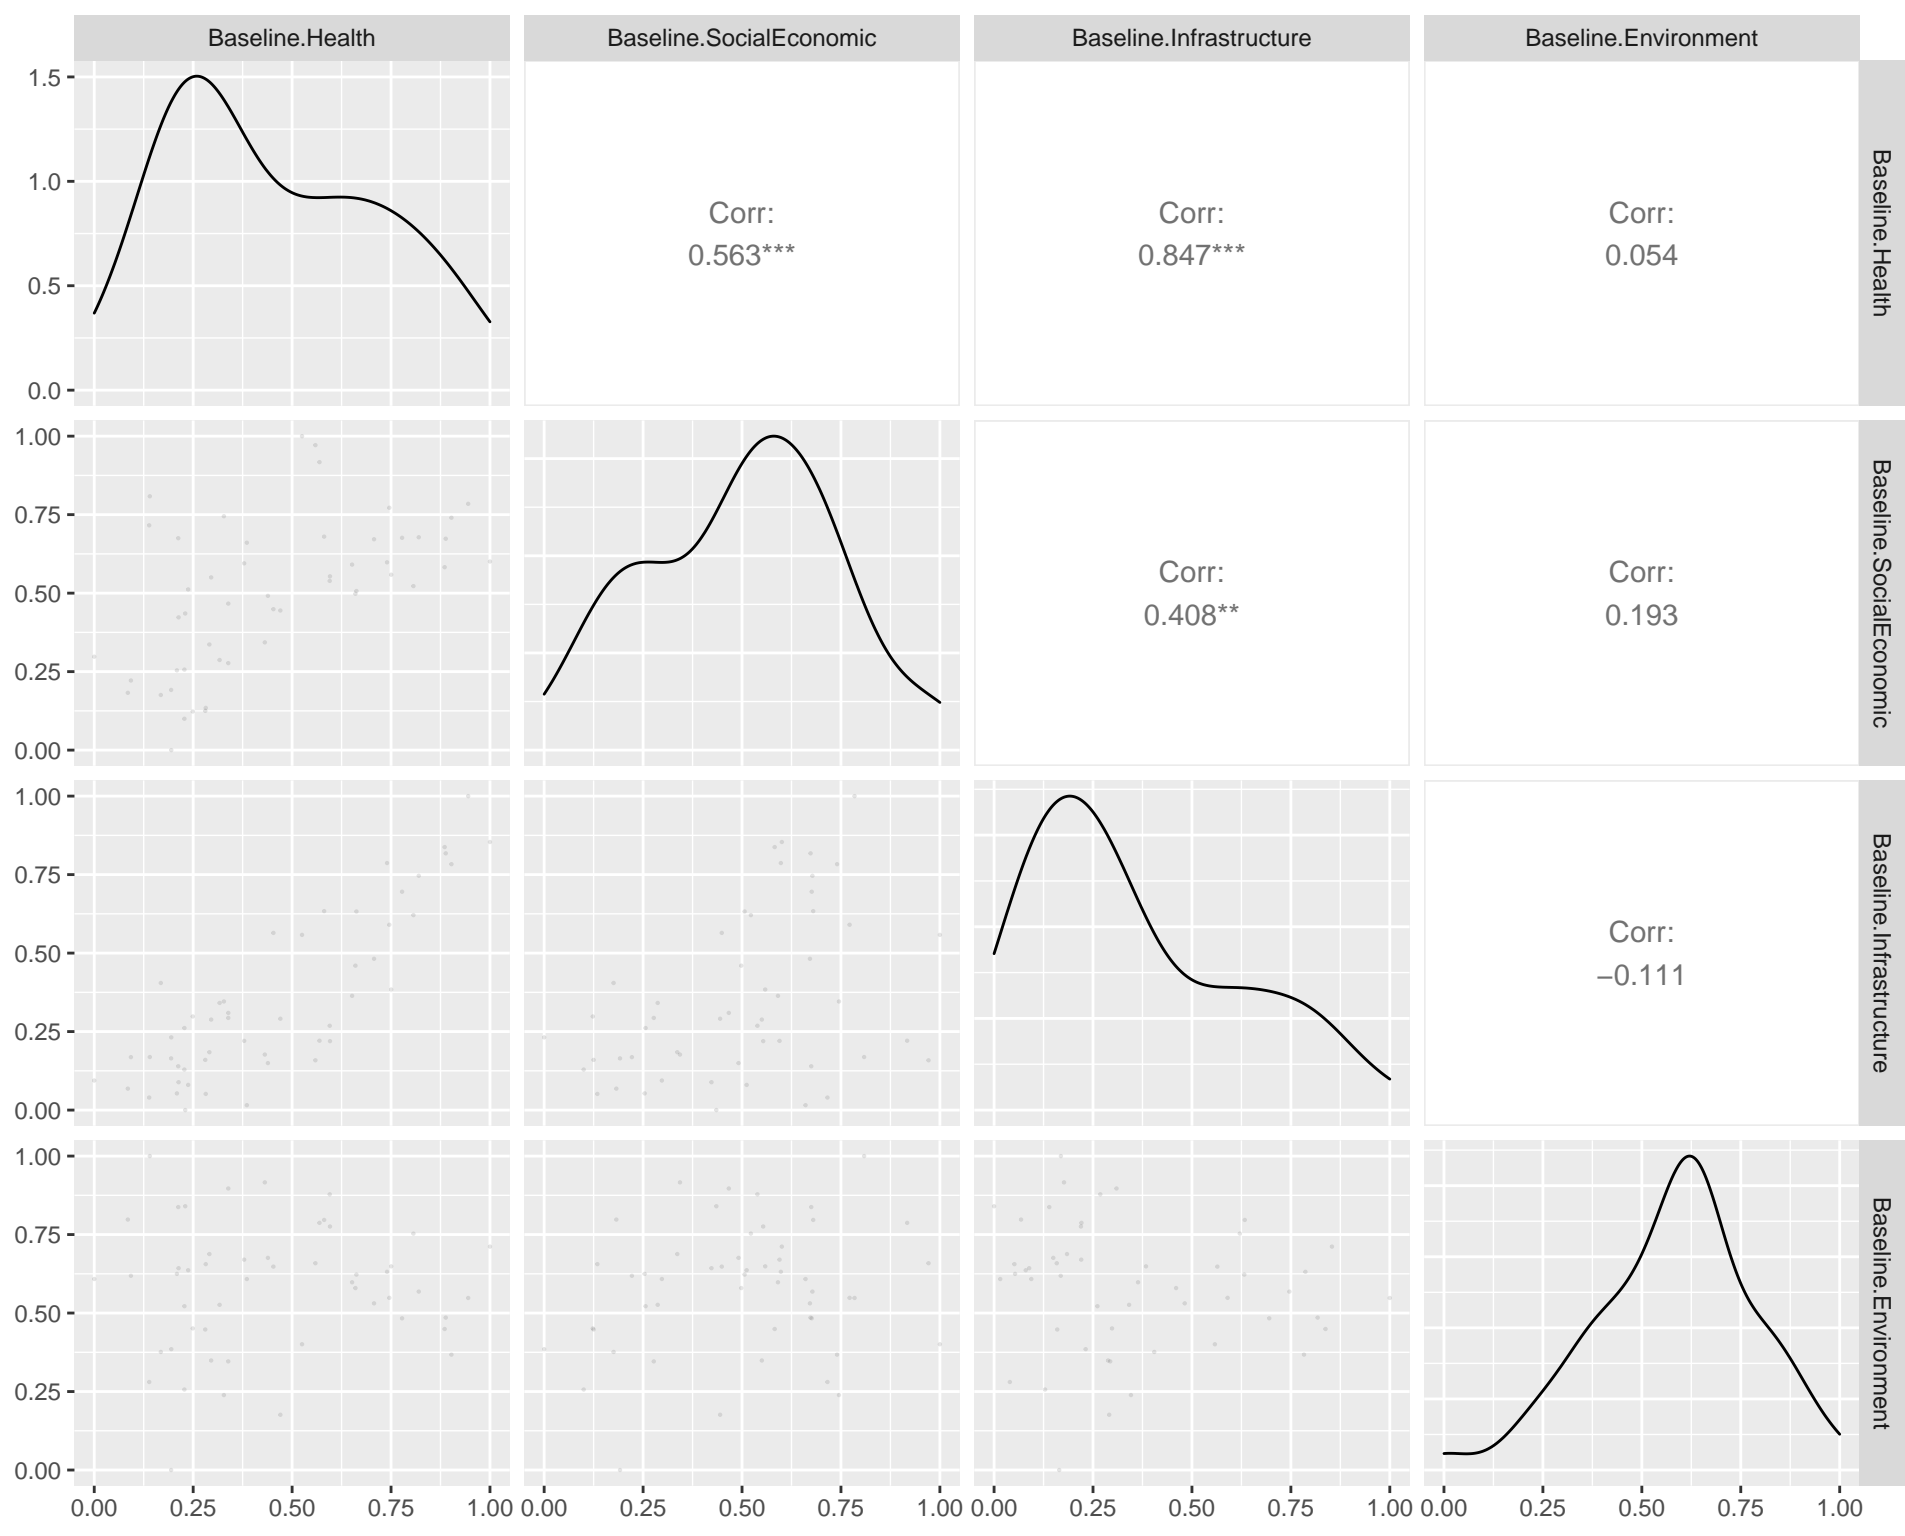 Baseline.Health Baseline.SocialEconomic Baseline.Infrastructure Baseline.Environment
1.5
1.0
0.5
0.0
Corr:
0.563***
Corr:
0.847***
Corr:
0.054
Baseline.Health
1.00
0.75
0.50
0.25
0.00
Corr:
0.408**
Corr:
0.193
Baseline.SocialEconomic
1.00
0.75
0.50
0.25
0.00
Corr:
−0.111
Baseline.Infrastructure
1.00
0.75
0.50
0.25
0.00
Baseline.Environment
0.00 0.25 0.50 0.75 1.00 0.00 0.25 0.50 0.75 1.00 0.00 0.25 0.50 0.75 1.00 0.00 0.25 0.50 0.75 1.00